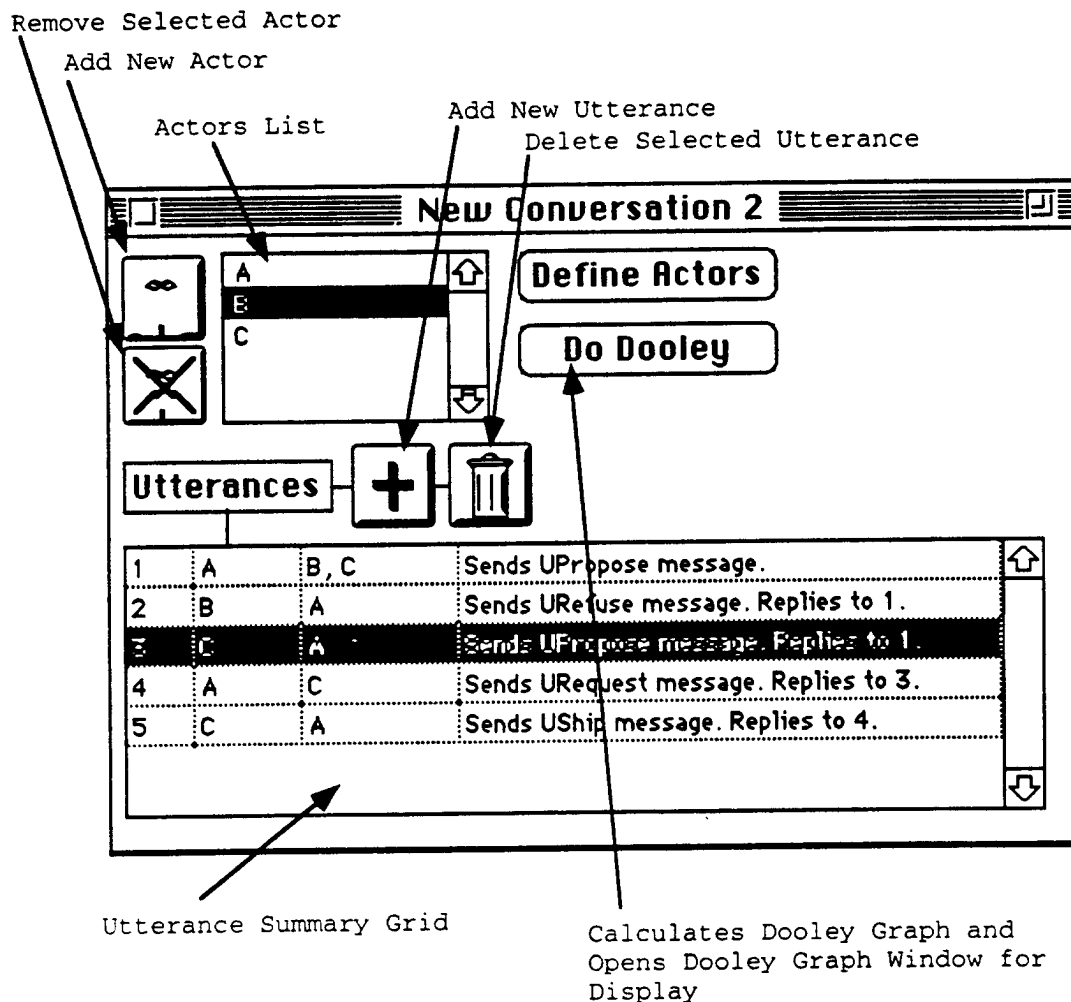 Remove Selected Actor
Add New Actor
Actors List
Add New Utterance
Delete Selected Utterance
New Conversation 2
A
B
C
Define Actors
Do Dooley
Utterances
1 A B, C Sends UPropose message.
2 B A Sends URefuse message. Replies to 1.
3 C A Sends UPropose message. Replies to 1.
4 A C Sends URequest message. Replies to 3.
5 C A Sends UShip message. Replies to 4.
Utterance Summary Grid
Calculates Dooley Graph and
Opens Dooley Graph Window for
Display